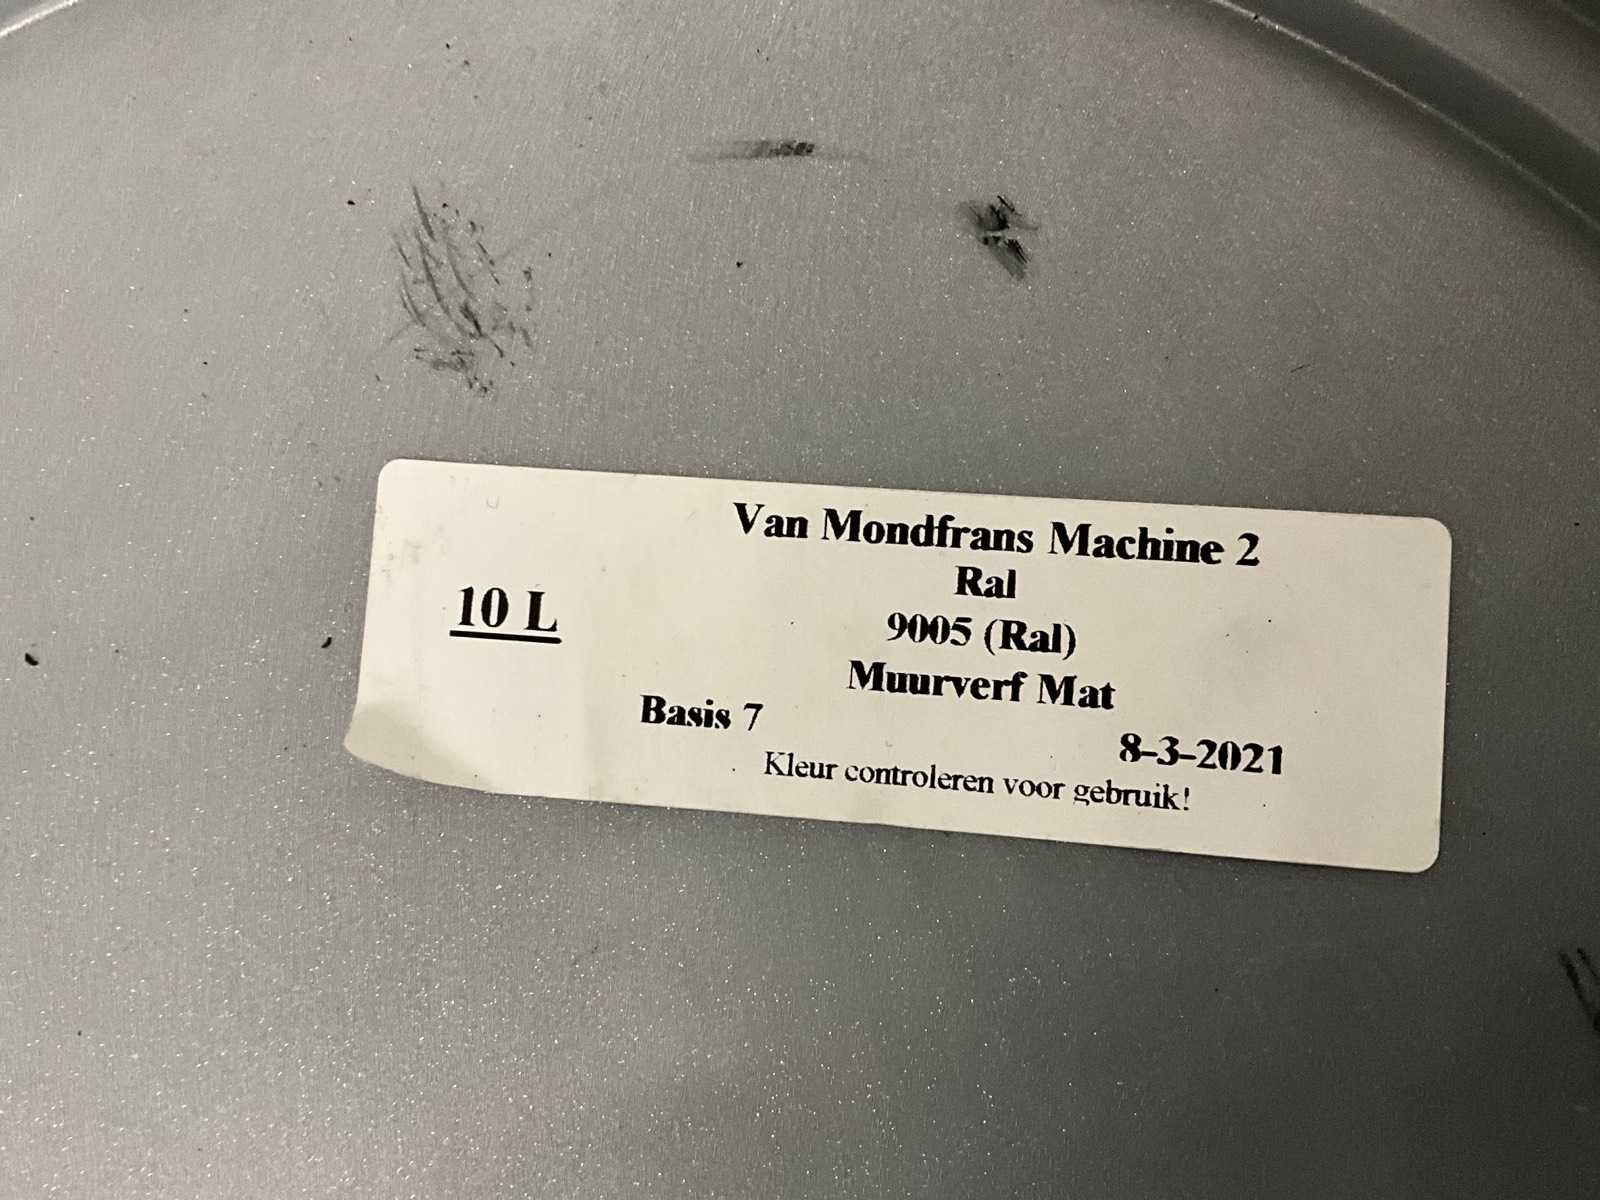 Van Mondfrans Machine 2
Ral
10 L
9005 (Ral)
Muurverf Mat
Basis 7
8-3-2021
Kleur controleren voor gebruik!